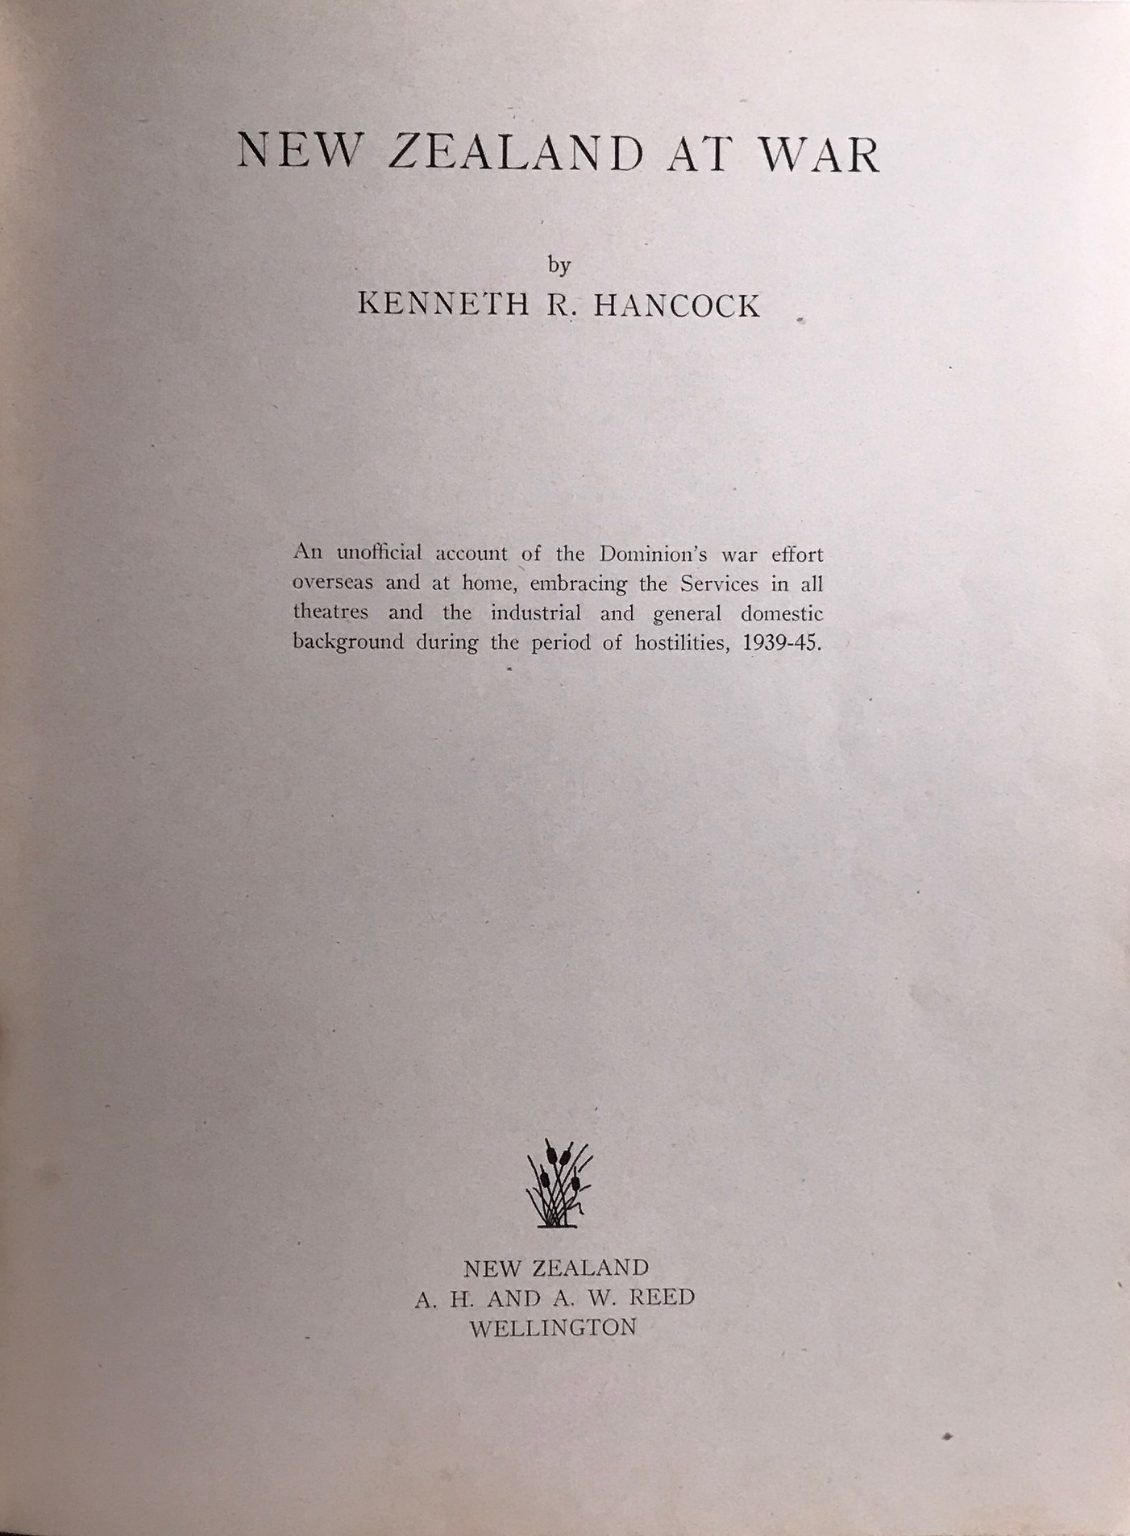 NEW ZEALAND AT WAR
by
KENNETH R. HANCOCK
An unofficial account of the Dominion's war effort
overseas and at home, embracing the Services in all
theatres and the industrial and general domestic
background during the period of hostilities, 1939-45.
NEW ZEALAND
A. H. AND A. W. REED
WELLINGTON